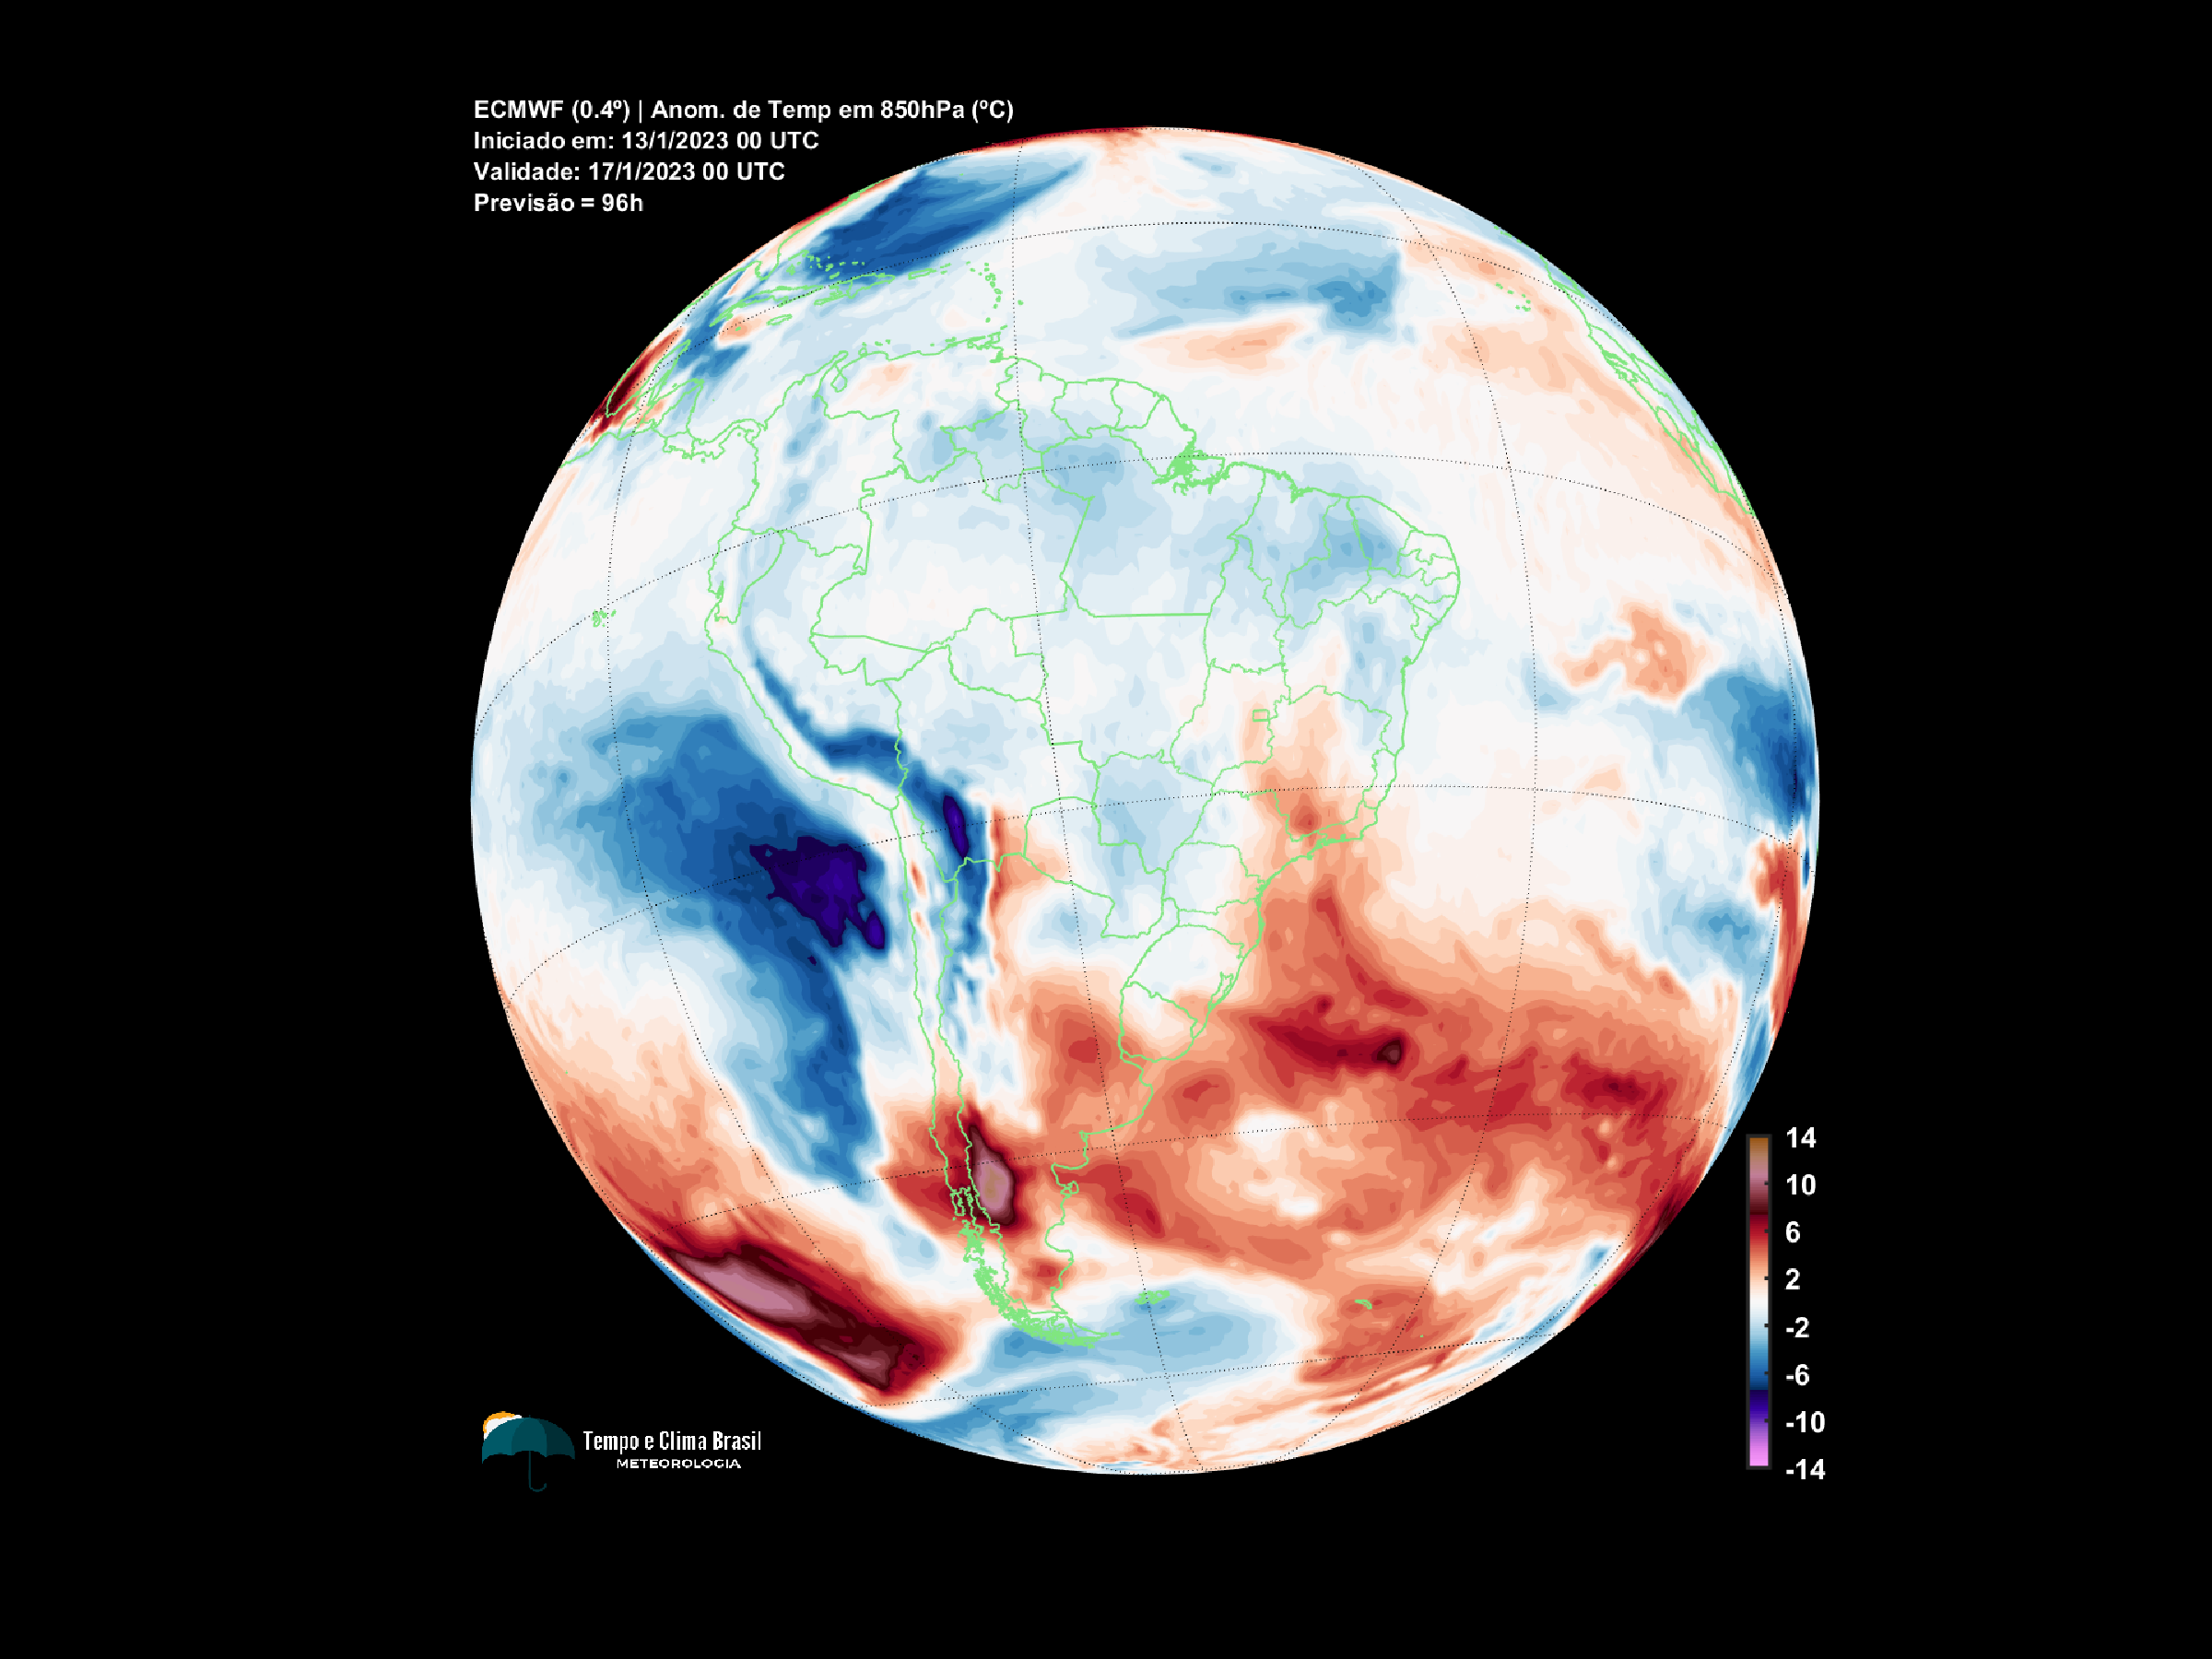 ECMWF (0.4º) | Anom. de Temp em 850hPa (ºC)
Iniciado em: 13/1/2023 00 UTC
Validade: 17/1/2023 00 UTC
Previsão = 96h
14
10
6
2
-2
-6
-10
-14
Tempo e Clima Brasil
METEOROLOGIA